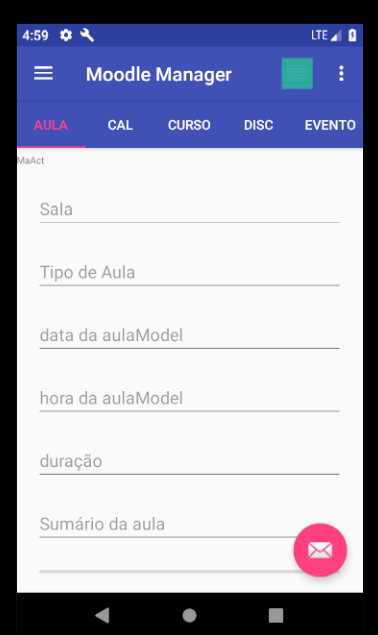 4:59 LTE
Moodle Manager
AULA CAL CURSO DISC EVENTO
MaAct
Sala
Tipo de Aula
data da aulaModel
hora da aulaModel
duração
Sumário da aula